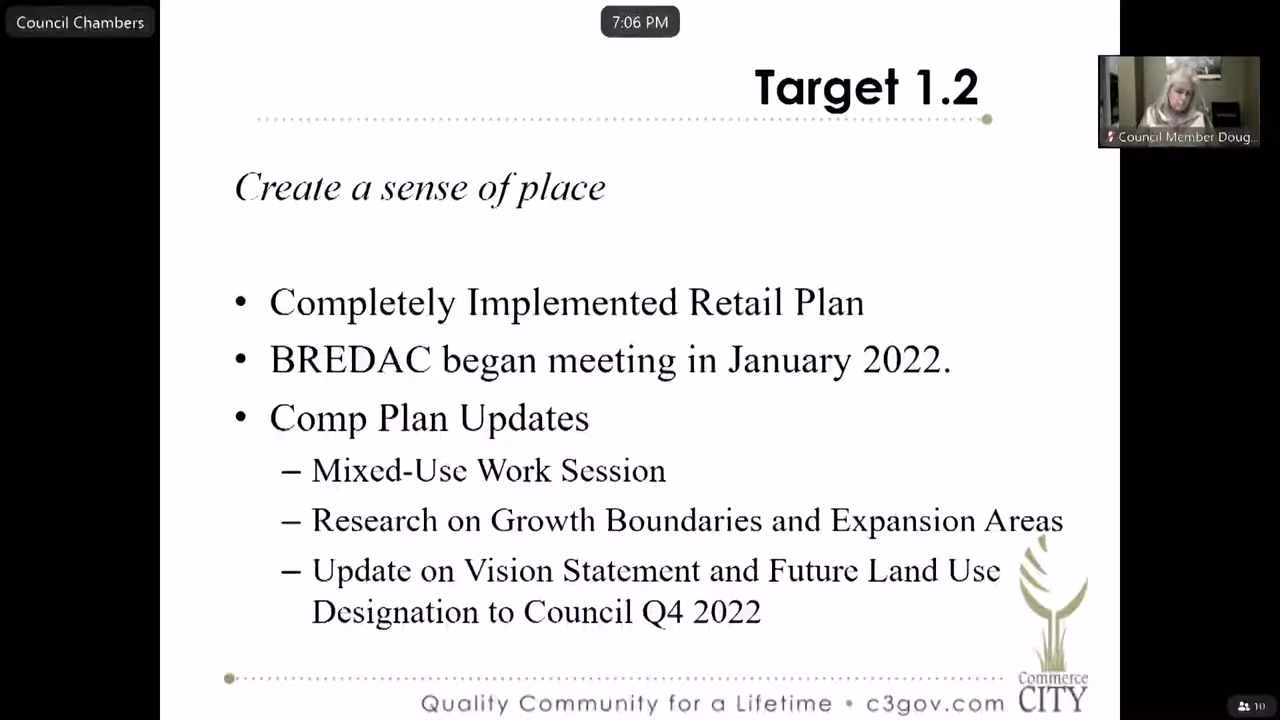 Council Chambers
7:06 PM
Target 1.2
Council Member Doug...
Create a sense of place
• Completely Implemented Retail Plan
• BREDAC began meeting in January 2022.
• Comp Plan Updates
– Mixed-Use Work Session
– Research on Growth Boundaries and Expansion Areas
– Update on Vision Statement and Future Land Use
Designation to Council Q4 2022
Commerce
CITY
Quality Community for a Lifetime • c3gov.com
10